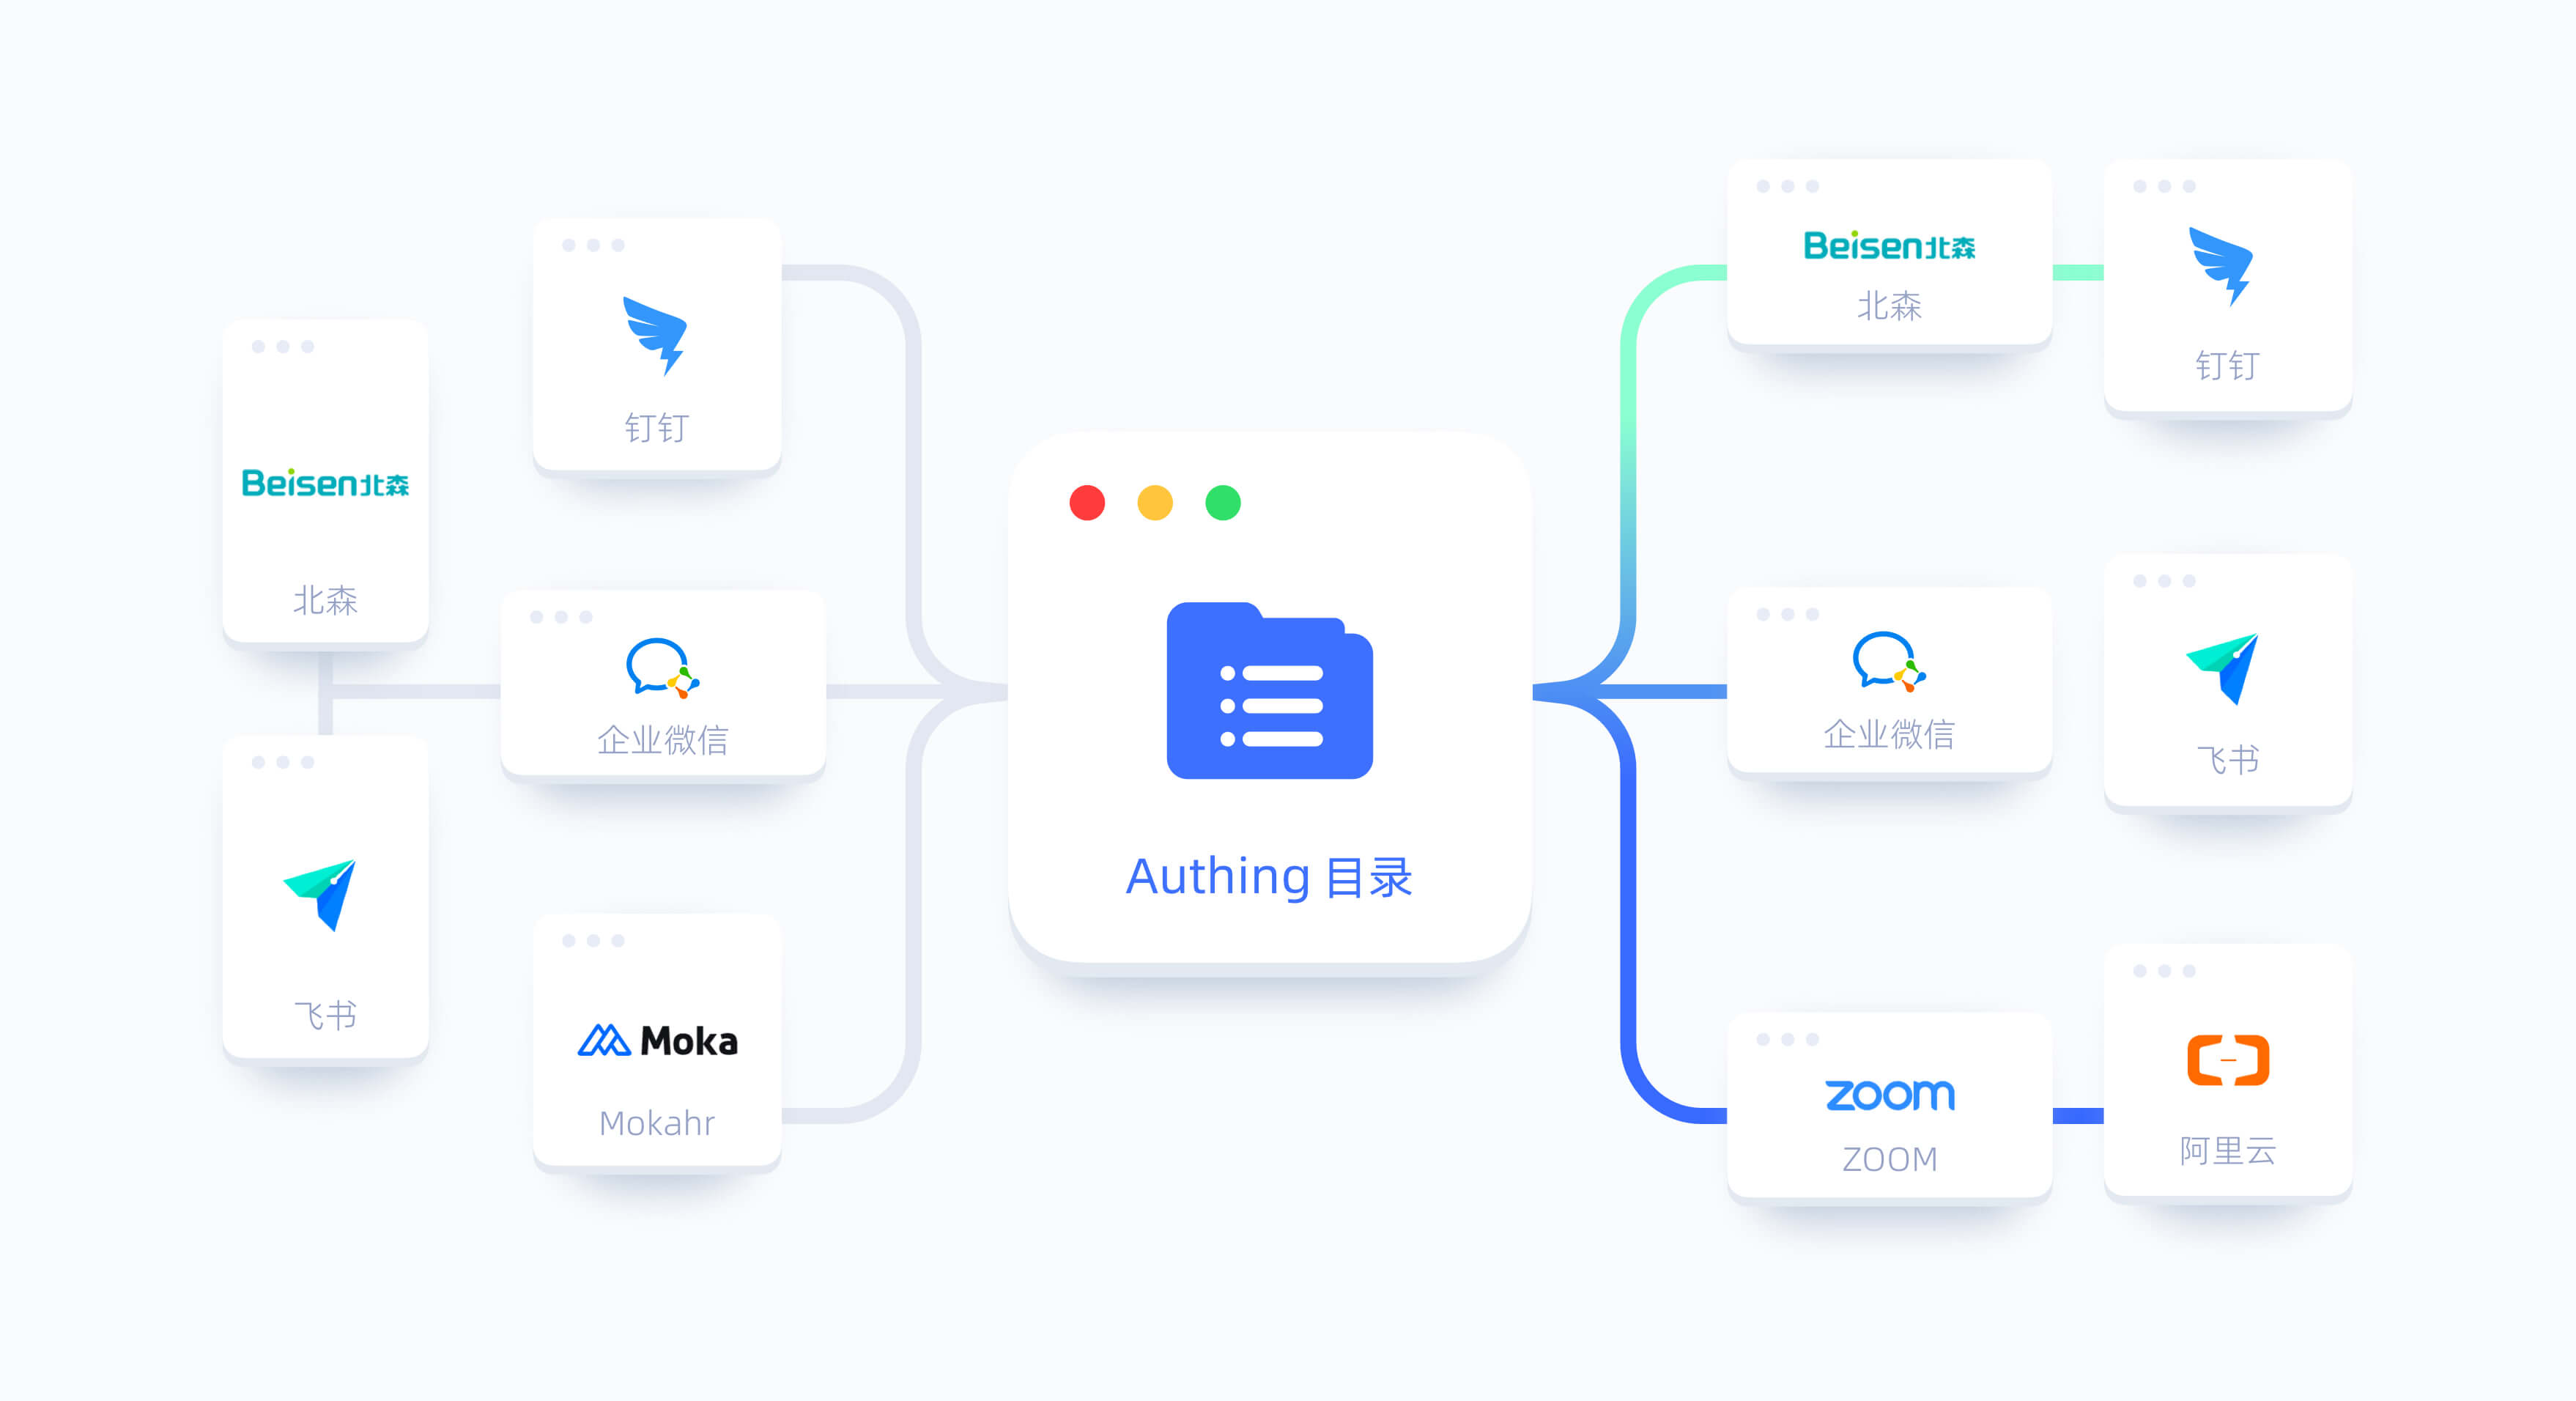 Beisen北森
北森
飞书
钉钉
企业微信
Moka
Mokahr
Authing 目录
Beisen北森
北森
钉钉
企业微信
飞书
zoom
ZOOM
阿里云